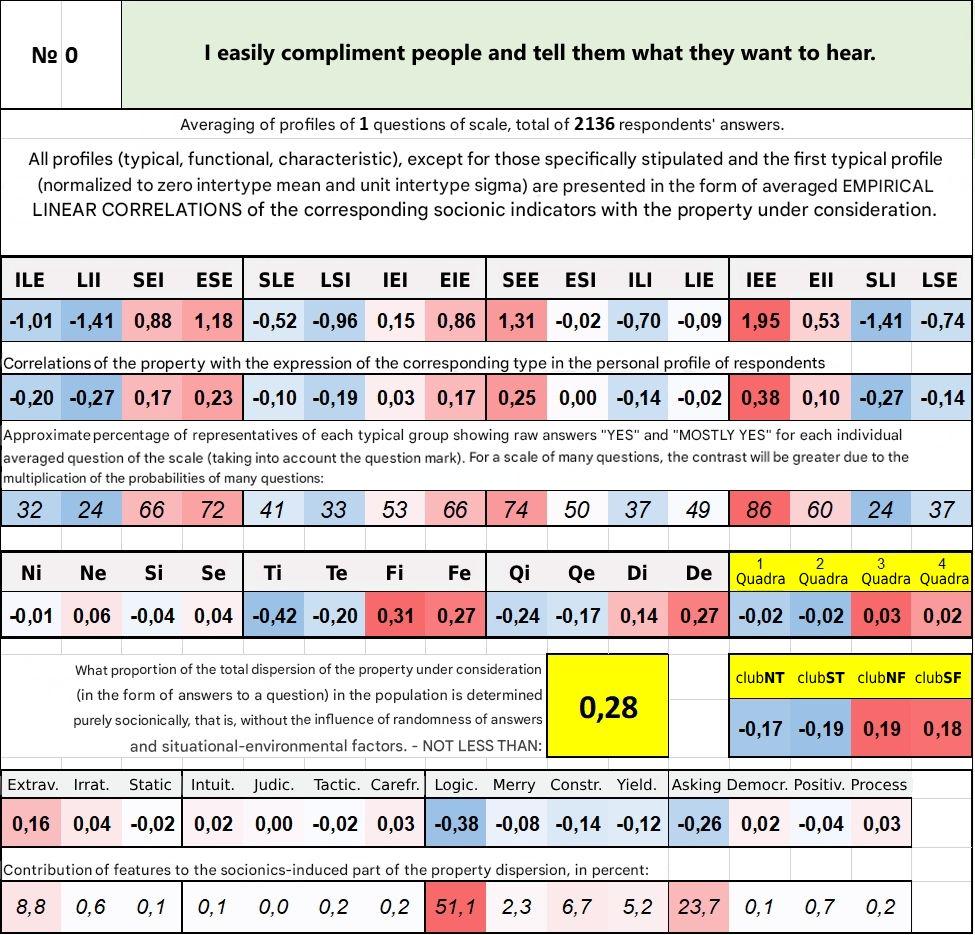 № 0
I easily compliment people and tell them what they want to hear.
Averaging of profiles of 1 questions of scale, total of 2136 respondents' answers.
All profiles (typical, functional, characteristic), except for those specifically stipulated and the first typical profile
(normalized to zero intertype mean and unit intertype sigma) are presented in the form of averaged EMPIRICAL
LINEAR CORRELATIONS of the corresponding socionic indicators with the property under consideration.
ILE LII SEI ESE SLE LSI IEI EIE SEE ESI ILI LIE IEE EII SLI LSE
-1,01 -1,41 0,88 1,18 -0,52 -0,96 0,15 0,86 1,31 -0,02 -0,70 -0,09 1,95 0,53 -1,41 -0,74
Correlations of the property with the expression of the corresponding type in the personal profile of respondents
-0,20 -0,27 0,17 0,23 -0,10 -0,19 0,03 0,17 0,25 0,00 -0,14 -0,02 0,38 0,10 -0,27 -0,14
Approximate percentage of representatives of each typical group showing raw answers "YES" and "MOSTLY YES" for each individual
averaged question of the scale (taking into account the question mark). For a scale of many questions, the contrast will be greater due to the
multiplication of the probabilities of many questions:
32 24 66 72 41 33 53 66 74 50 37 49 86 60 24 37
Ni Ne Si Se Ti Te Fi Fe Qi Qe Di De 1 Quadra 2 Quadra 3 Quadra 4 Quadra
-0,01 0,06 -0,04 0,04 -0,42 -0,20 0,31 0,27 -0,24 -0,17 0,14 0,27 -0,02 -0,02 0,03 0,02
What proportion of the total dispersion of the property under consideration
(in the form of answers to a question) in the population is determined
purely socionically, that is, without the influence of randomness of answers
and situational-environmental factors. - NOT LESS THAN:
0,28
clubNT clubST clubNF clubSF
-0,17 -0,19 0,19 0,18
Extrav. Irrat. Static Intuit. Judic. Tactic. Carefr. Logic. Merry Constr. Yield. Asking Democr. Positiv. Process
0,16 0,04 -0,02 0,02 0,00 -0,02 0,03 -0,38 -0,08 -0,14 -0,12 -0,26 0,02 -0,04 0,03
Contribution of features to the socionics-induced part of the property dispersion, in percent:
8,8 0,6 0,1 0,1 0,0 0,2 0,2 51,1 2,3 6,7 5,2 23,7 0,1 0,7 0,2